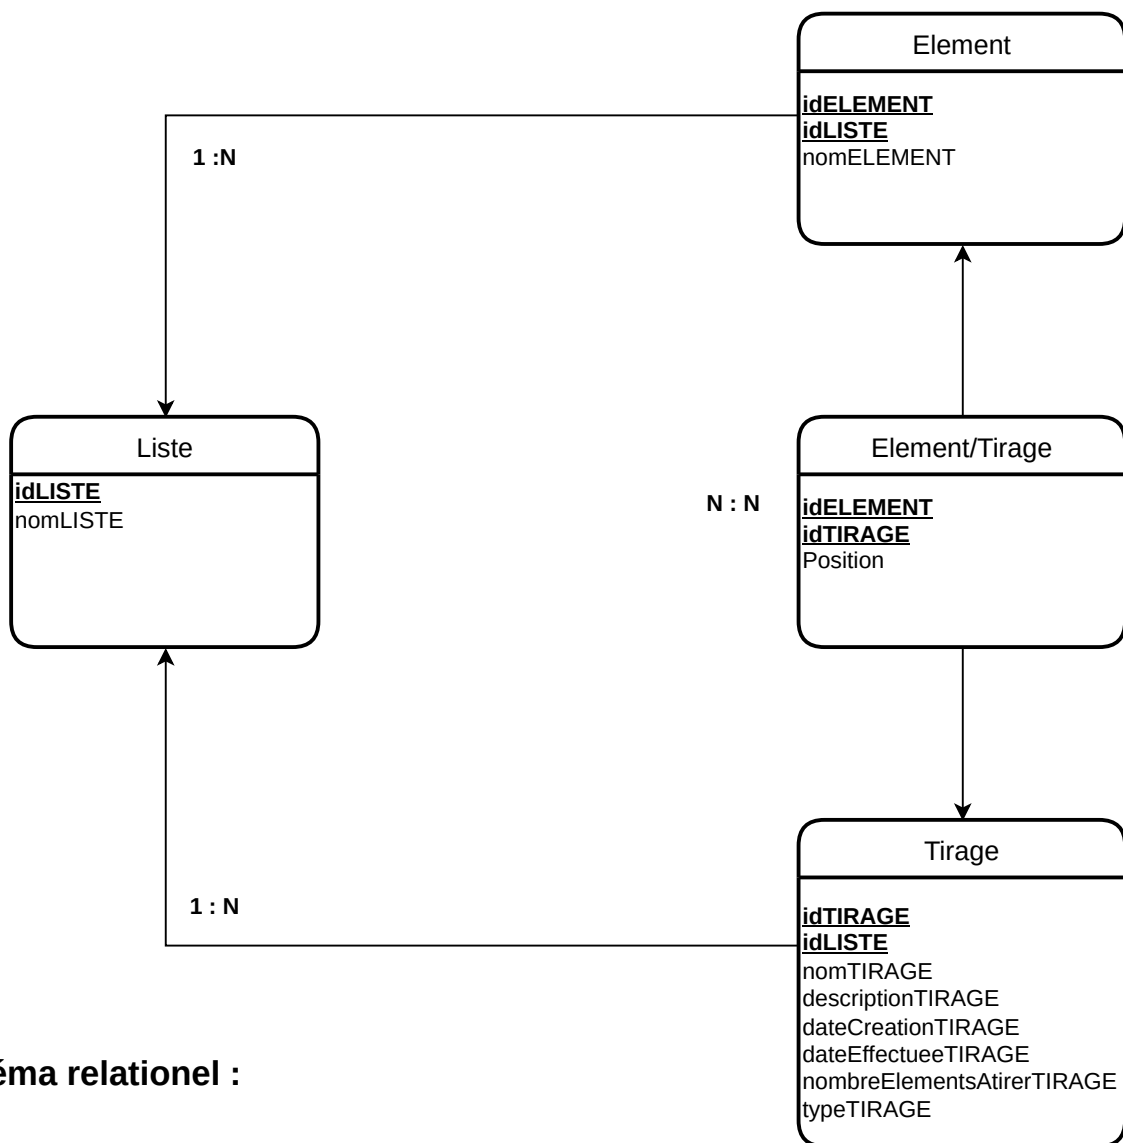 Element
idELEMENT
idLISTE
nomELEMENT
1 :N
Liste
idLISTE
nomLISTE
Element/Tirage
N : N
idELEMENT
idTIRAGE
Position
Tirage
1 : N
idTIRAGE
idLISTE
nomTIRAGE
descriptionTIRAGE
dateCreationTIRAGE
dateEffectueeTIRAGE
nombreElementsAtirerTIRAGE
typeTIRAGE
éma relationel :